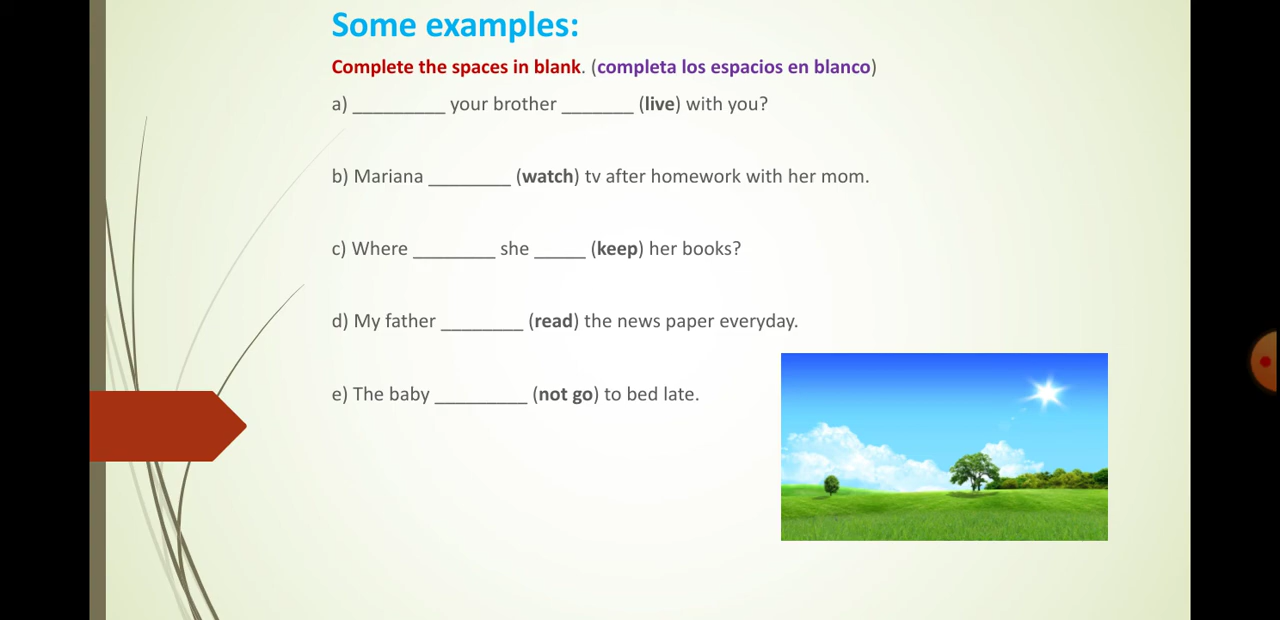 Some examples:
Complete the spaces in blank. (completa los espacios en blanco)
a) _________ your brother _______ (live) with you?
b) Mariana ________ (watch) tv after homework with her mom.
c) Where ________ she _____ (keep) her books?
d) My father ________ (read) the news paper everyday.
e) The baby _________ (not go) to bed late.